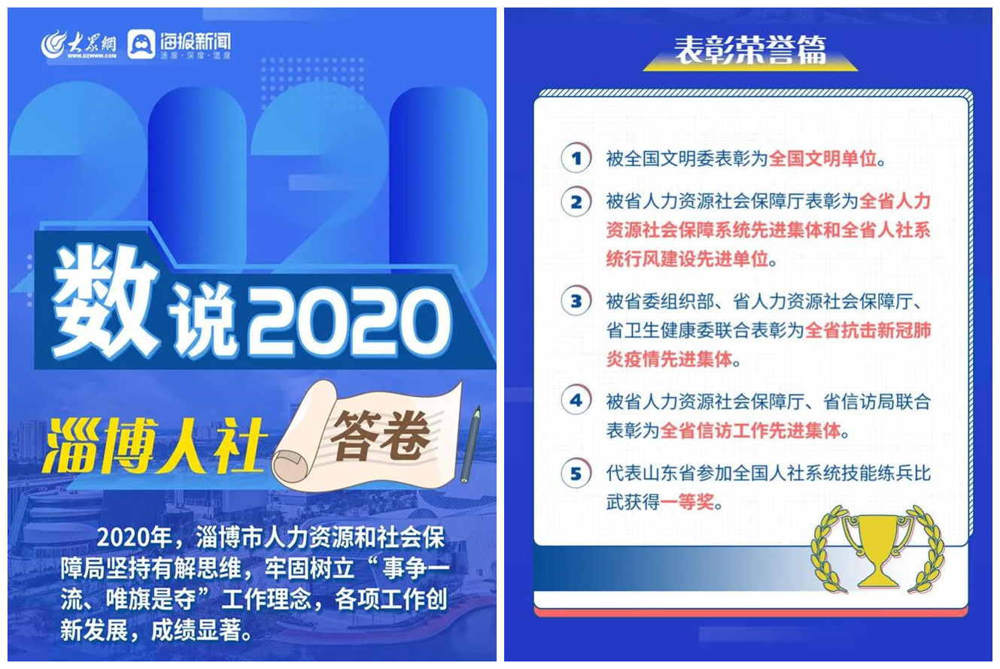 大众網
WWW.DZWWW.COM
海报新闻
速度·深度·温度
2020
数说2020
淄博人社
答卷
2020年，淄博市人力资源和社会保
障局坚持有解思维，牢固树立“事争一
流、唯旗是夺”工作理念，各项工作创
新发展，成绩显著。
表彰荣誉篇
1 被全国文明委表彰为全国文明单位。
2 被省人力资源社会保障厅表彰为全省人力
资源社会保障系统先进集体和全省人社系
统行风建设先进单位。
3 被省委组织部、省人力资源社会保障厅、
省卫生健康委联合表彰为全省抗击新冠肺
炎疫情先进集体。
4 被省人力资源社会保障厅、省信访局联合
表彰为全省信访工作先进集体。
5 代表山东省参加全国人社系统技能练兵比
武获得一等奖。